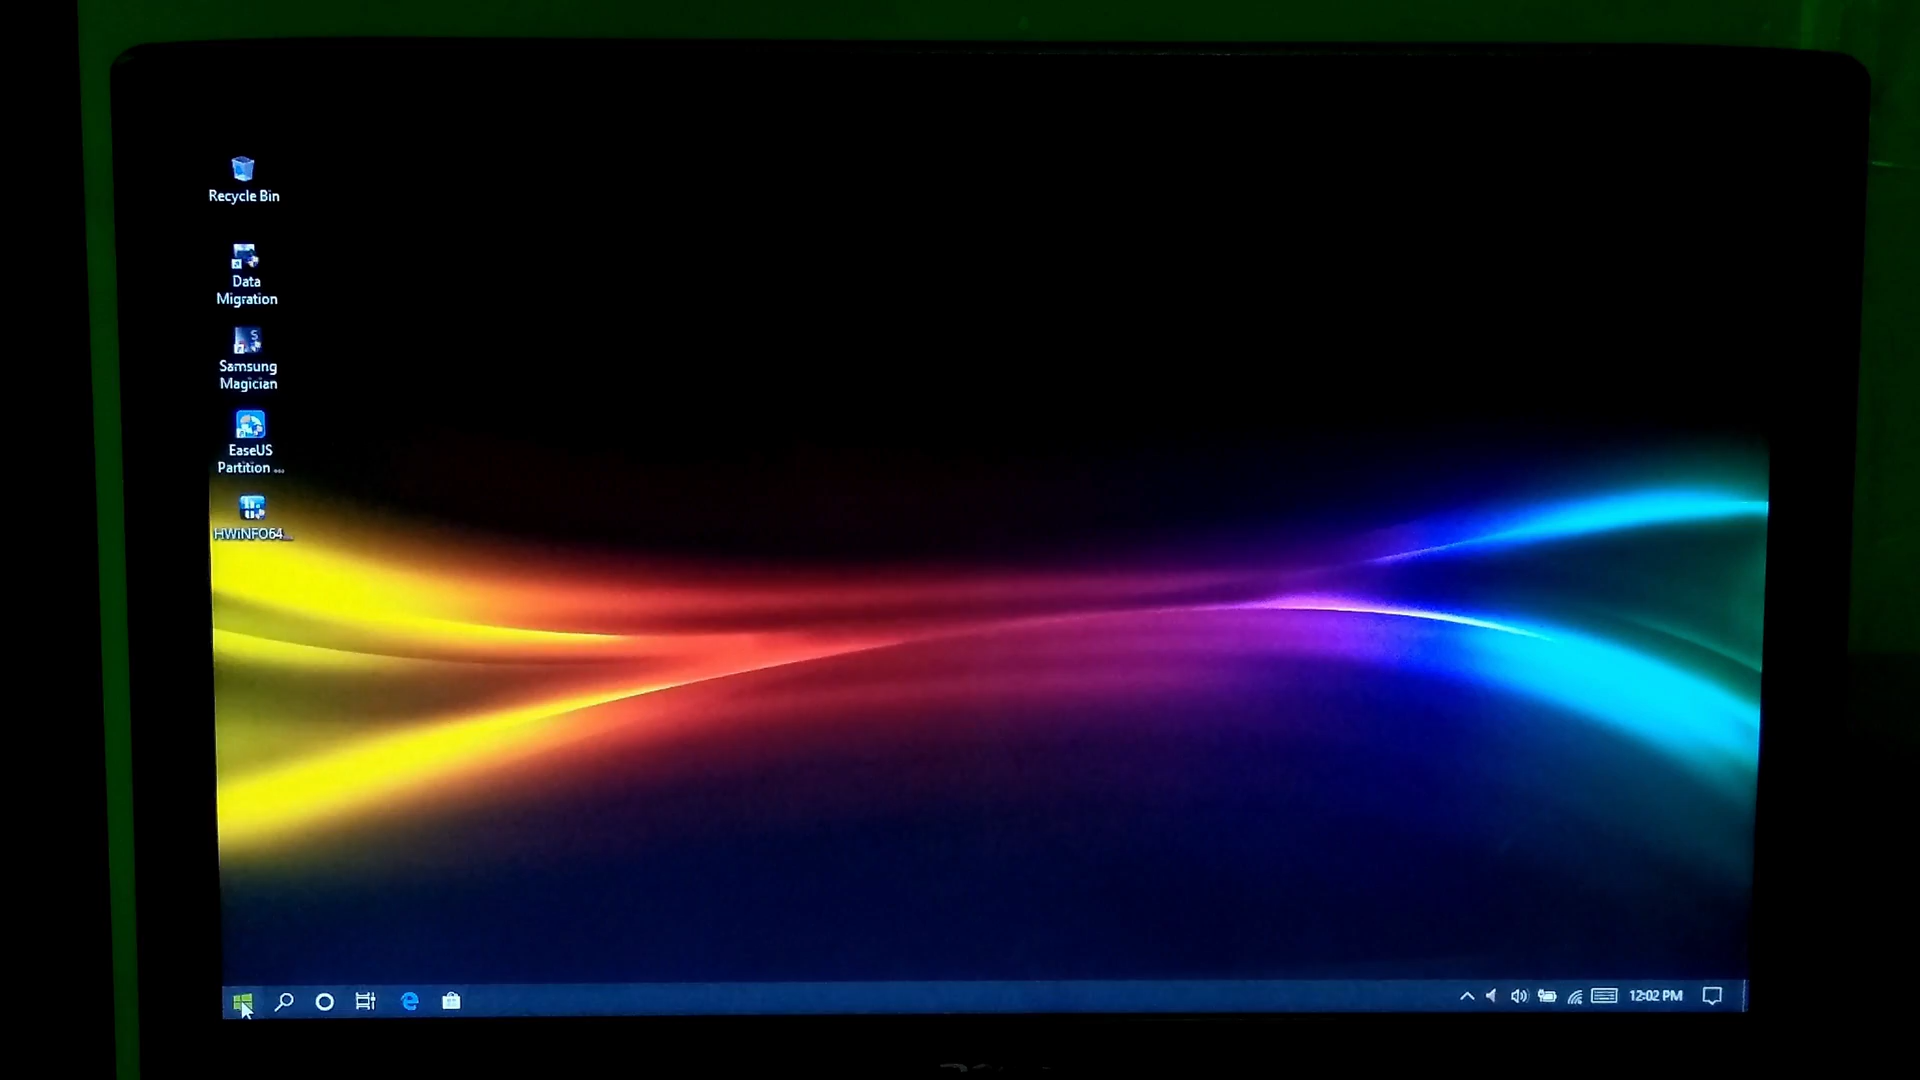 Recycle Bin
Data
Migration
Samsung
Magician
EaseUS
Partition ...
HWiNFO64...
12:02 PM